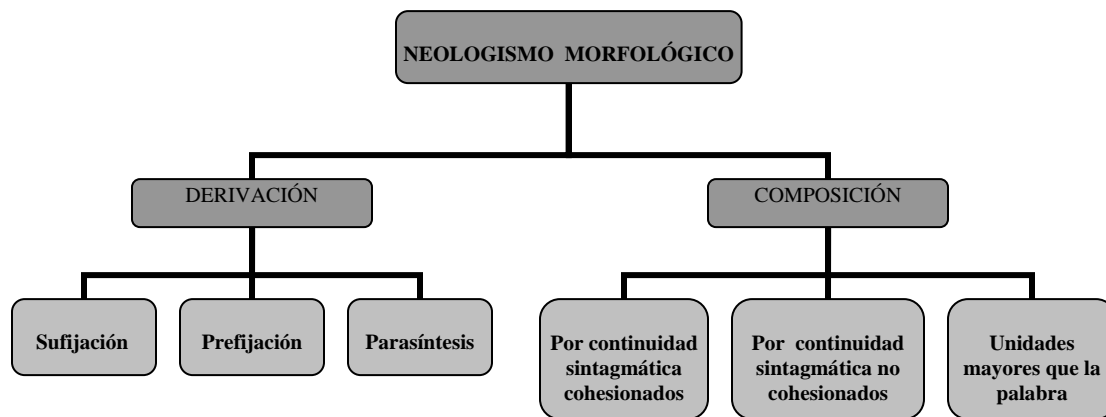 NEOLOGISMO MORFOLÓGICO
DERIVACIÓN
COMPOSICIÓN
Sufijación
Prefijación
Parasíntesis
Por continuidad
sintagmática
cohesionados
Por continuidad
sintagmática no
cohesionados
Unidades
mayores que la
palabra